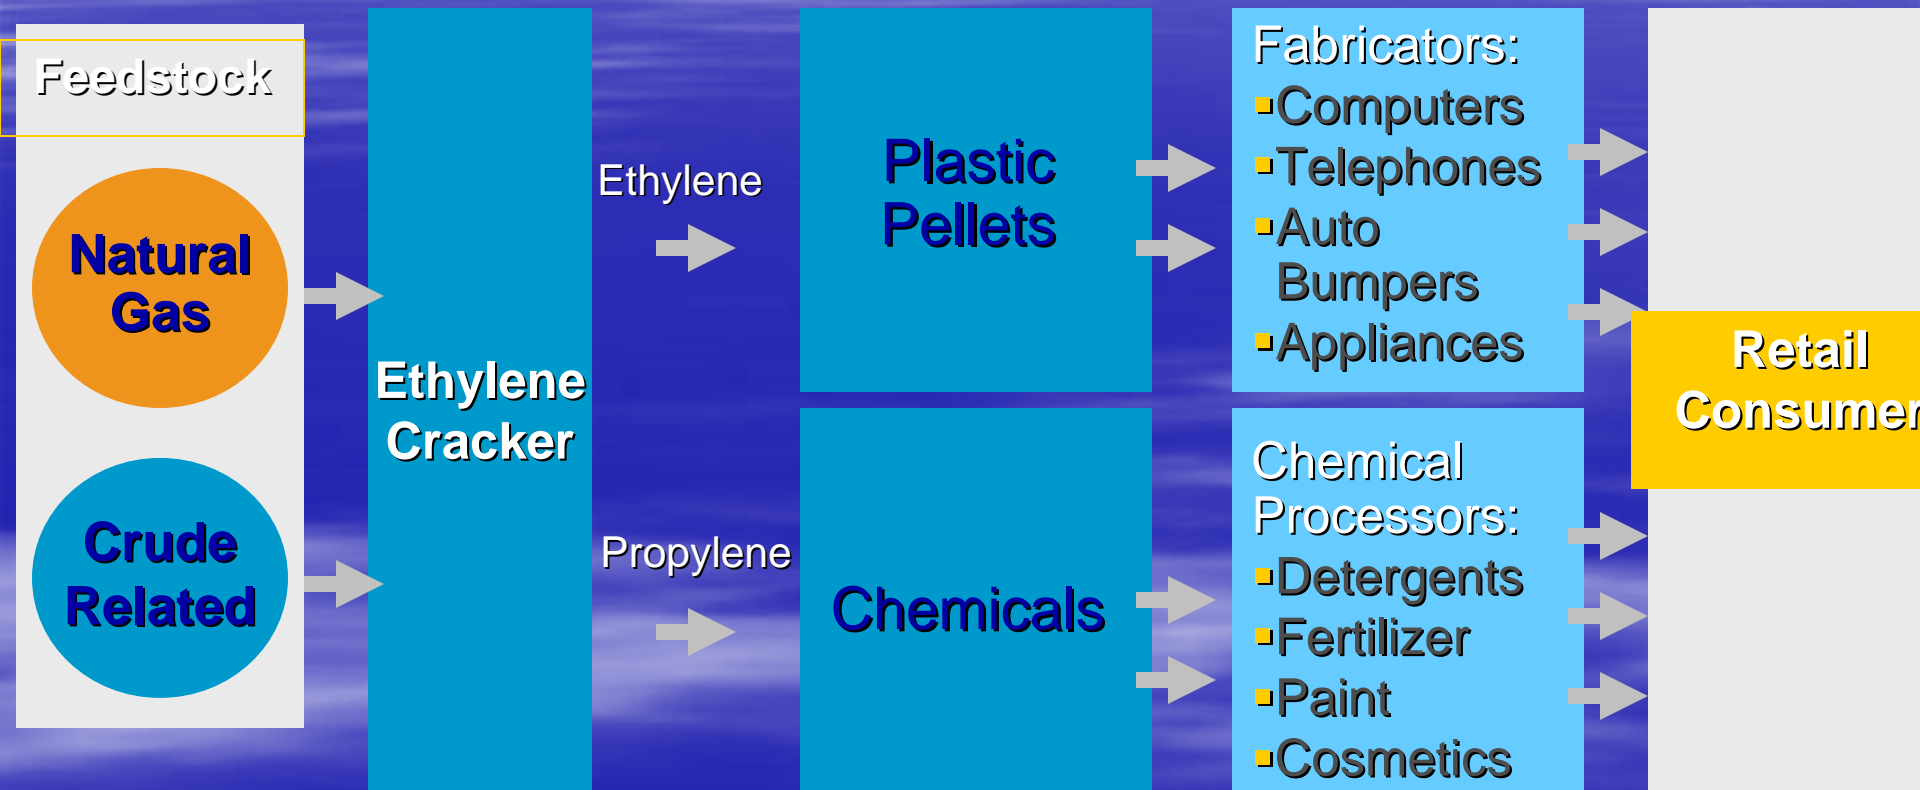 Feedstock
Natural
Gas
Crude
Related
Ethylene
Cracker
Ethylene
Propylene
Plastic
Pellets
Chemicals
Fabricators:
▪Computers
▪Telephones
▪Auto
Bumpers
▪Appliances
Chemical
Processors:
▪Detergents
▪Fertilizer
▪Paint
▪Cosmetics
Retail
Consumer